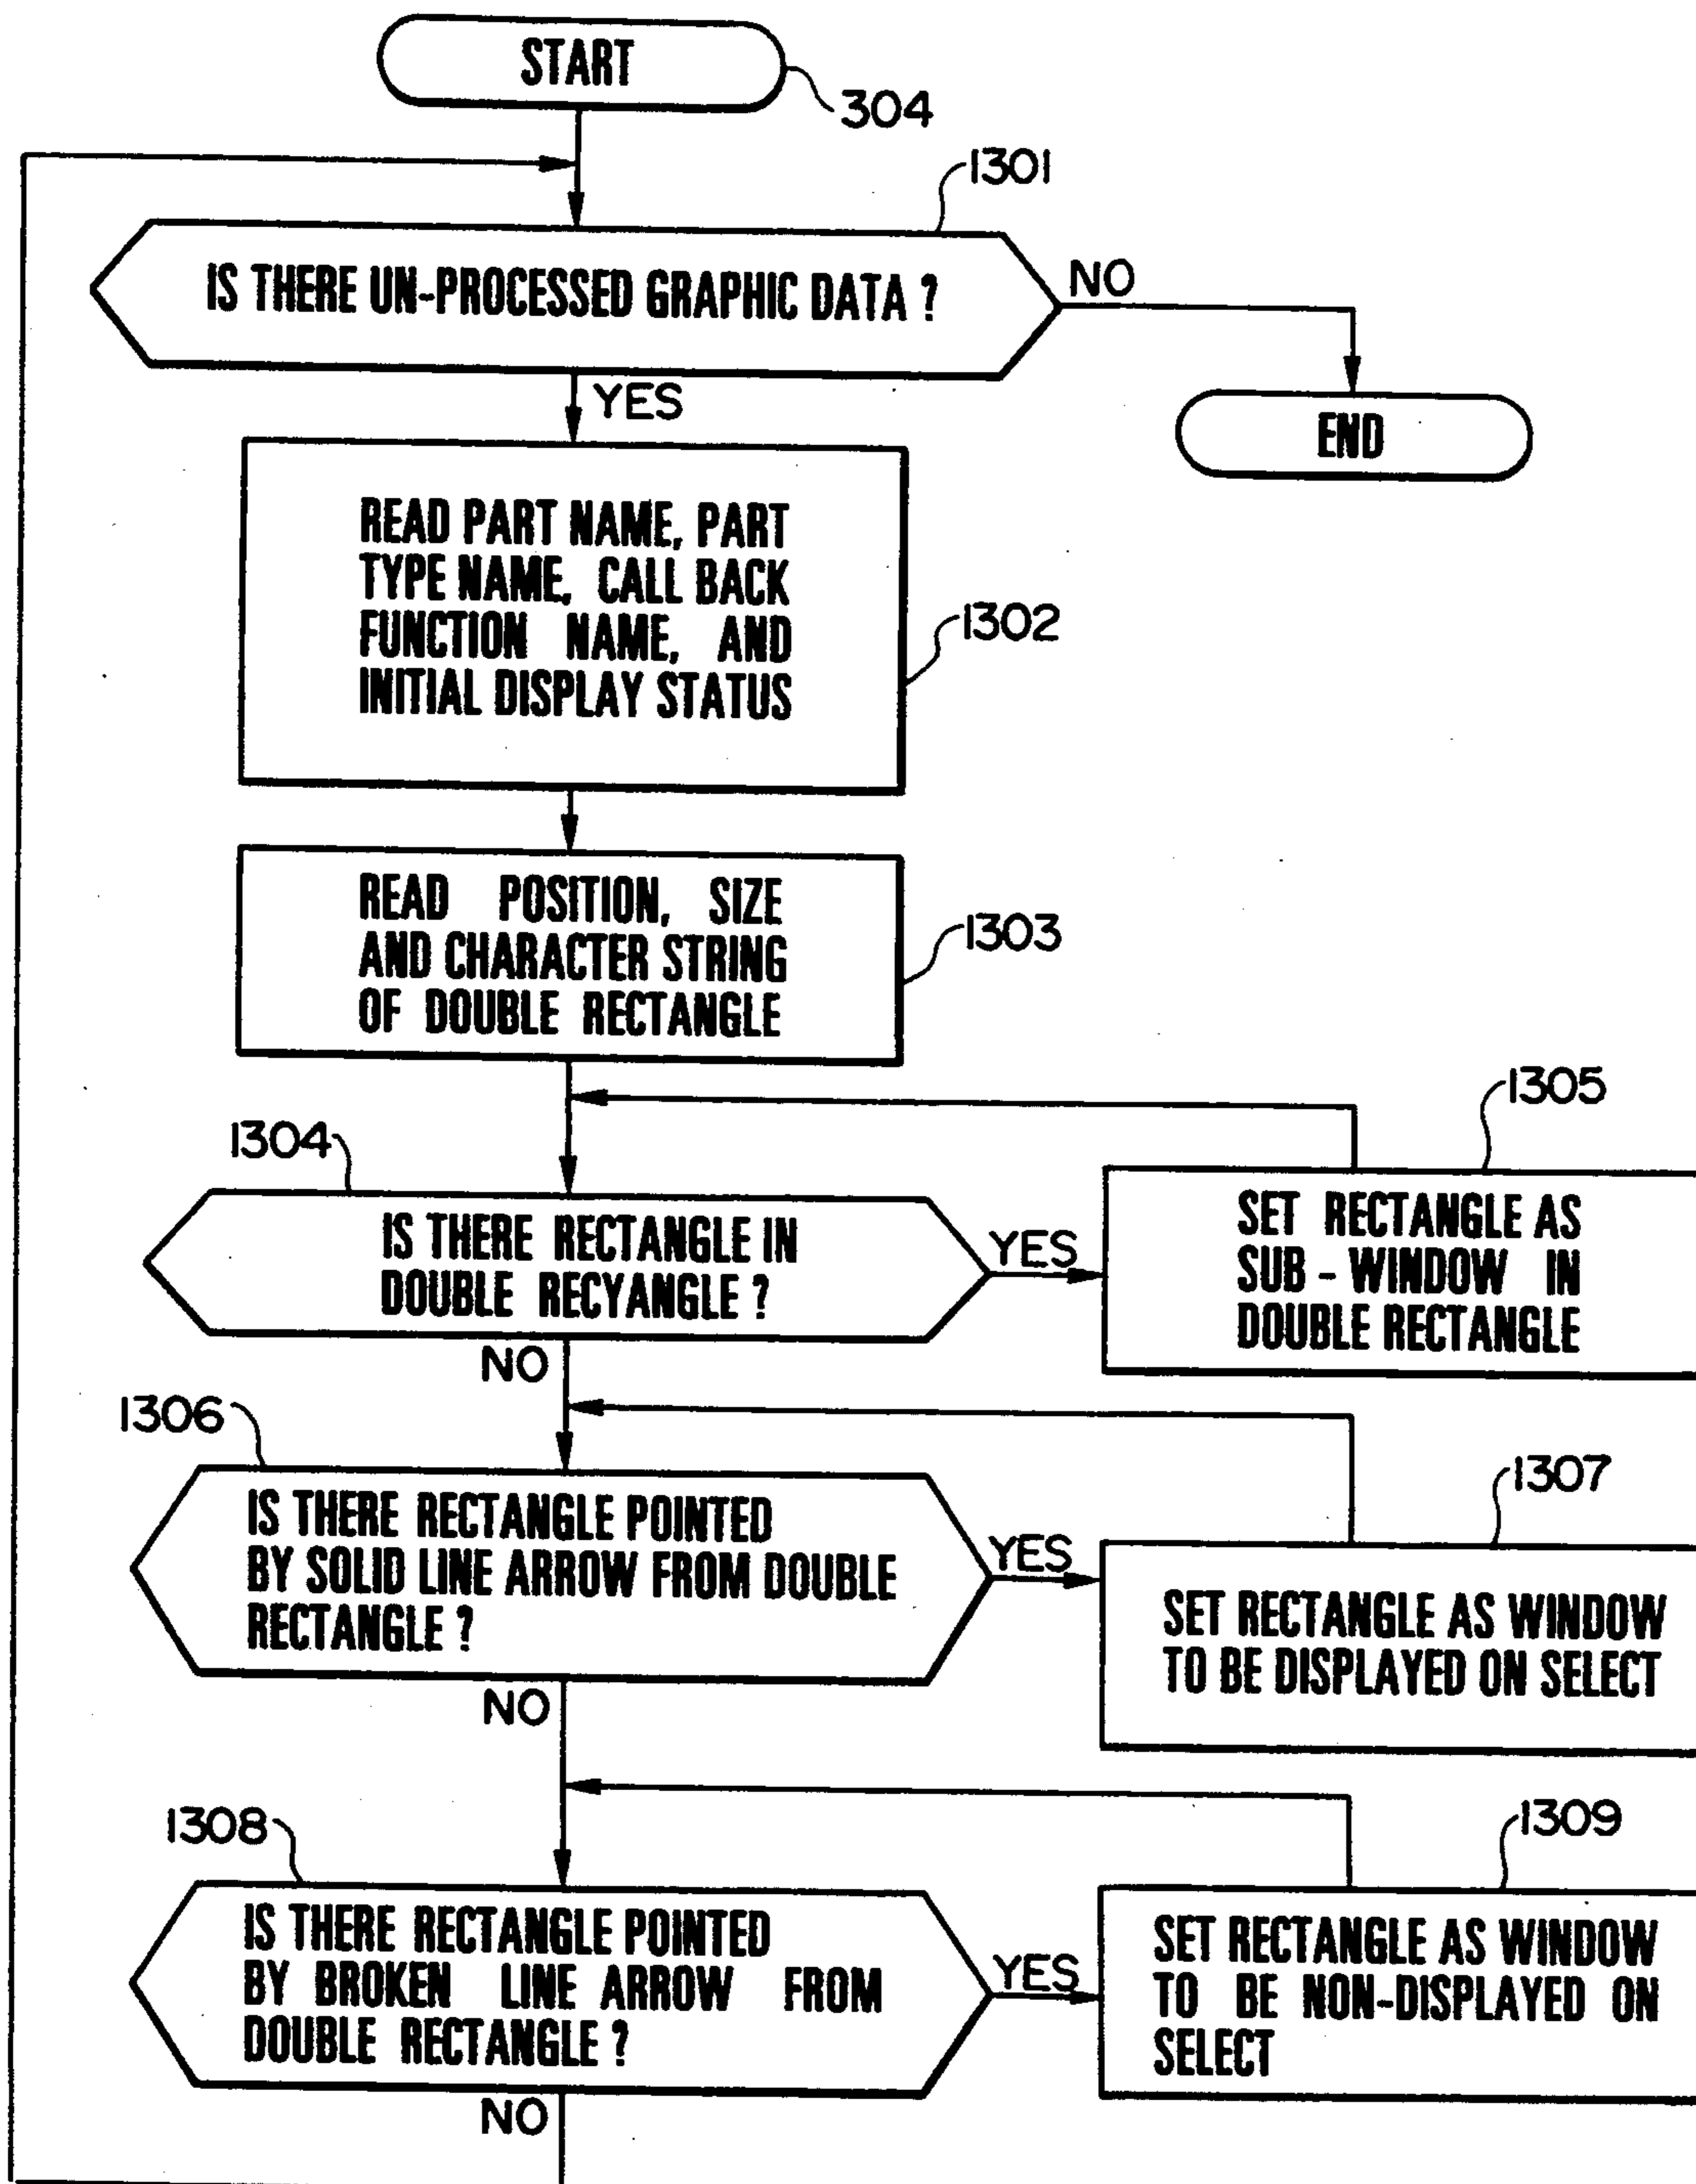 START
304
1301
IS THERE UN-PROCESSED GRAPHIC DATA ?
NO
YES
END
READ PART NAME, PART
TYPE NAME, CALL BACK
FUNCTION NAME, AND
INITIAL DISPLAY STATUS
1302
READ POSITION, SIZE
AND CHARACTER STRING
OF DOUBLE RECTANGLE
1303
1304
IS THERE RECTANGLE IN
DOUBLE RECYANGLE ?
YES
1305
SET RECTANGLE AS
SUB - WINDOW IN
DOUBLE RECTANGLE
NO
1306
IS THERE RECTANGLE POINTED
BY SOLID LINE ARROW FROM DOUBLE
RECTANGLE ?
YES
1307
SET RECTANGLE AS WINDOW
TO BE DISPLAYED ON SELECT
NO
1308
IS THERE RECTANGLE POINTED
BY BROKEN LINE ARROW FROM
DOUBLE RECTANGLE ?
YES
1309
SET RECTANGLE AS WINDOW
TO BE NON-DISPLAYED ON
SELECT
NO